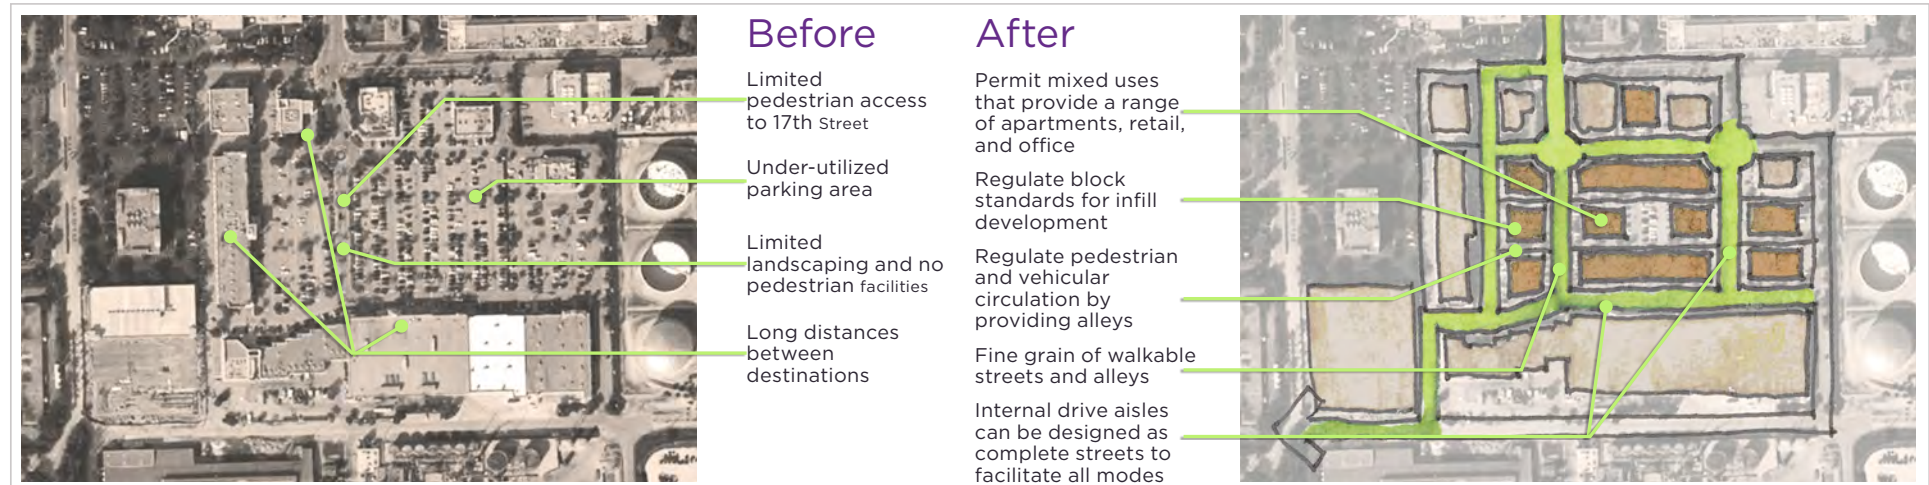 Before
Limited
pedestrian access
to 17th Street
Under-utilized
parking area
Limited
landscaping and no
pedestrian facilities
Long distances
between
destinations
After
Permit mixed uses
that provide a range
of apartments, retail,
and office
Regulate block
standards for infill
development
Regulate pedestrian
and vehicular
circulation by
providing alleys
Fine grain of walkable
streets and alleys
Internal drive aisles
can be designed as
complete streets to
facilitate all modes